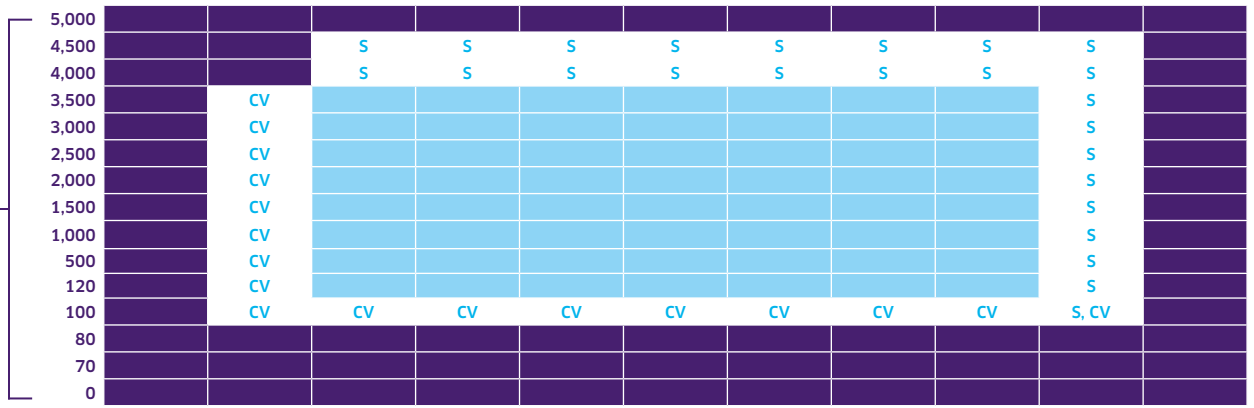 5,000
4,500 S S S S S S S S
4,000 S S S S S S S S
3,500 CV S
3,000 CV S
2,500 CV S
2,000 CV S
1,500 CV S
1,000 CV S
500 CV S
120 CV S
100 CV CV CV CV CV CV CV CV S, CV
80
70
0